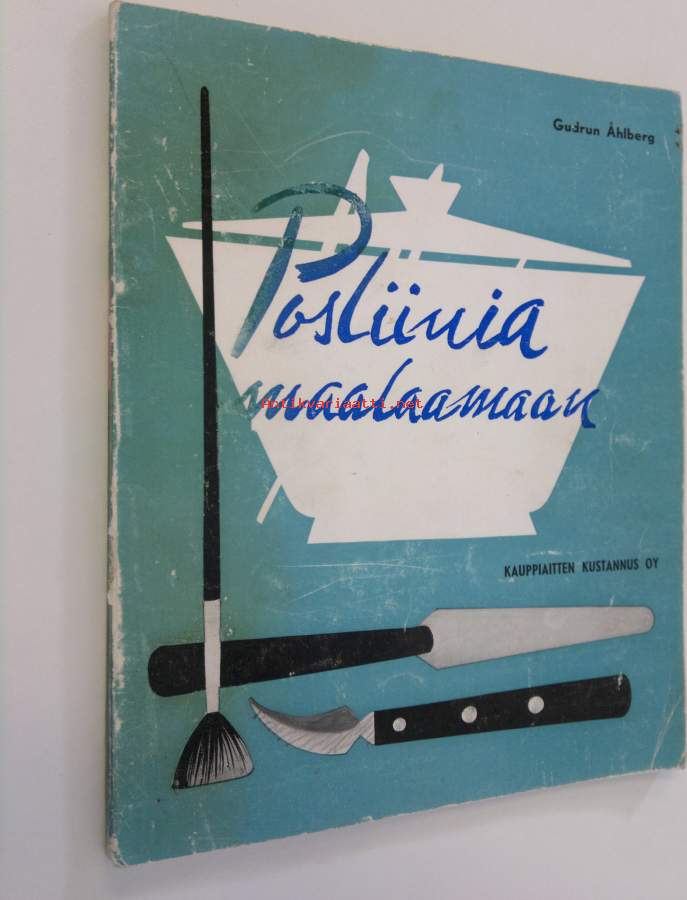 Gudrun Åhlberg
Posliinia
maalaamaan
Antikvariaatti.net
KAUPPIAITTEN KUSTANNUS OY